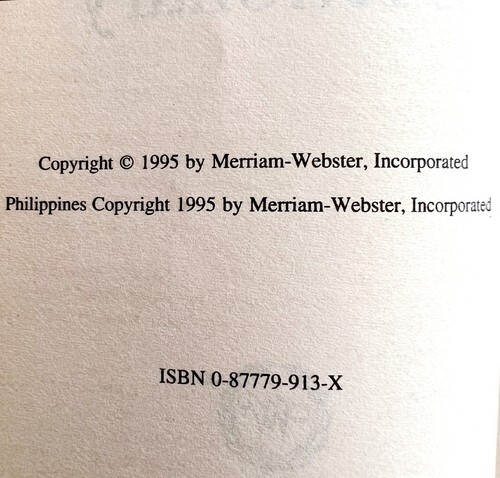 Copyright © 1995 by Merriam-Webster, Incorporated
Philippines Copyright 1995 by Merriam-Webster, Incorporated
ISBN 0-87779-913-X